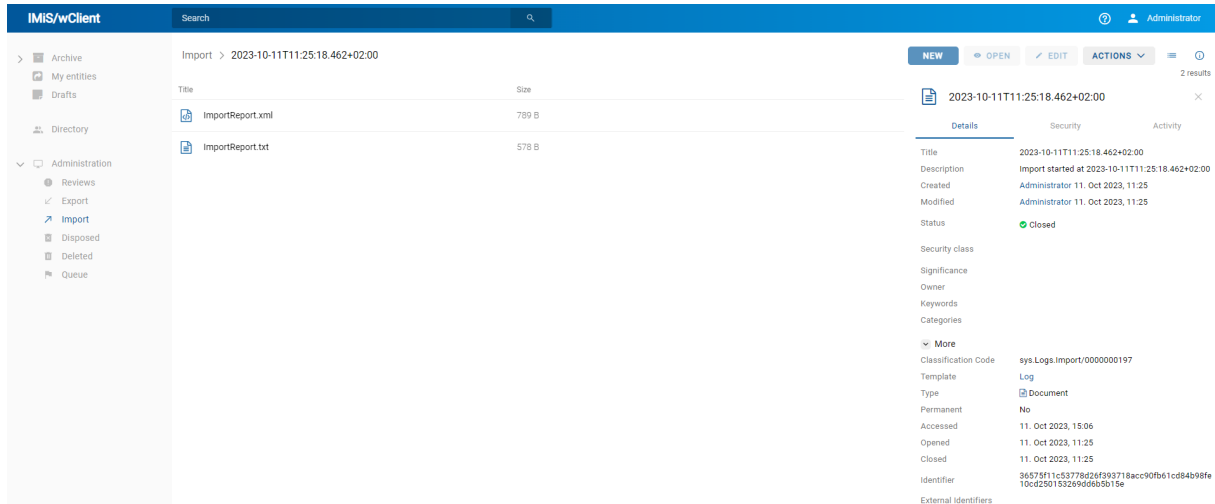 IMiS/wClient
Search
Administrator
Archive
My entities
Drafts
Directory
Administration
Reviews
Export
Import
Disposed
Deleted
Queue
Import > 2023-10-11T11:25:18.462+02:00
NEW OPEN EDIT ACTIONS
2 results
Title Size
ImportReport.xml 789 B
ImportReport.txt 578 B
2023-10-11T11:25:18.462+02:00
Details Security Activity
Title 2023-10-11T11:25:18.462+02:00
Description Import started at 2023-10-11T11:25:18.462+02:00
Created Administrator 11. Oct 2023, 11:25
Modified Administrator 11. Oct 2023, 11:25
Status Closed
Security class
Significance
Owner
Keywords
Categories
More
Classification Code sys.Logs.Import/0000000197
Template Log
Type Document
Permanent No
Accessed 11. Oct 2023, 15:06
Opened 11. Oct 2023, 11:25
Closed 11. Oct 2023, 11:25
Identifier 36575f11c53778d26f393718acc90fb61cd84b98fe
10cd250153269dd6b5b15e
External Identifiers